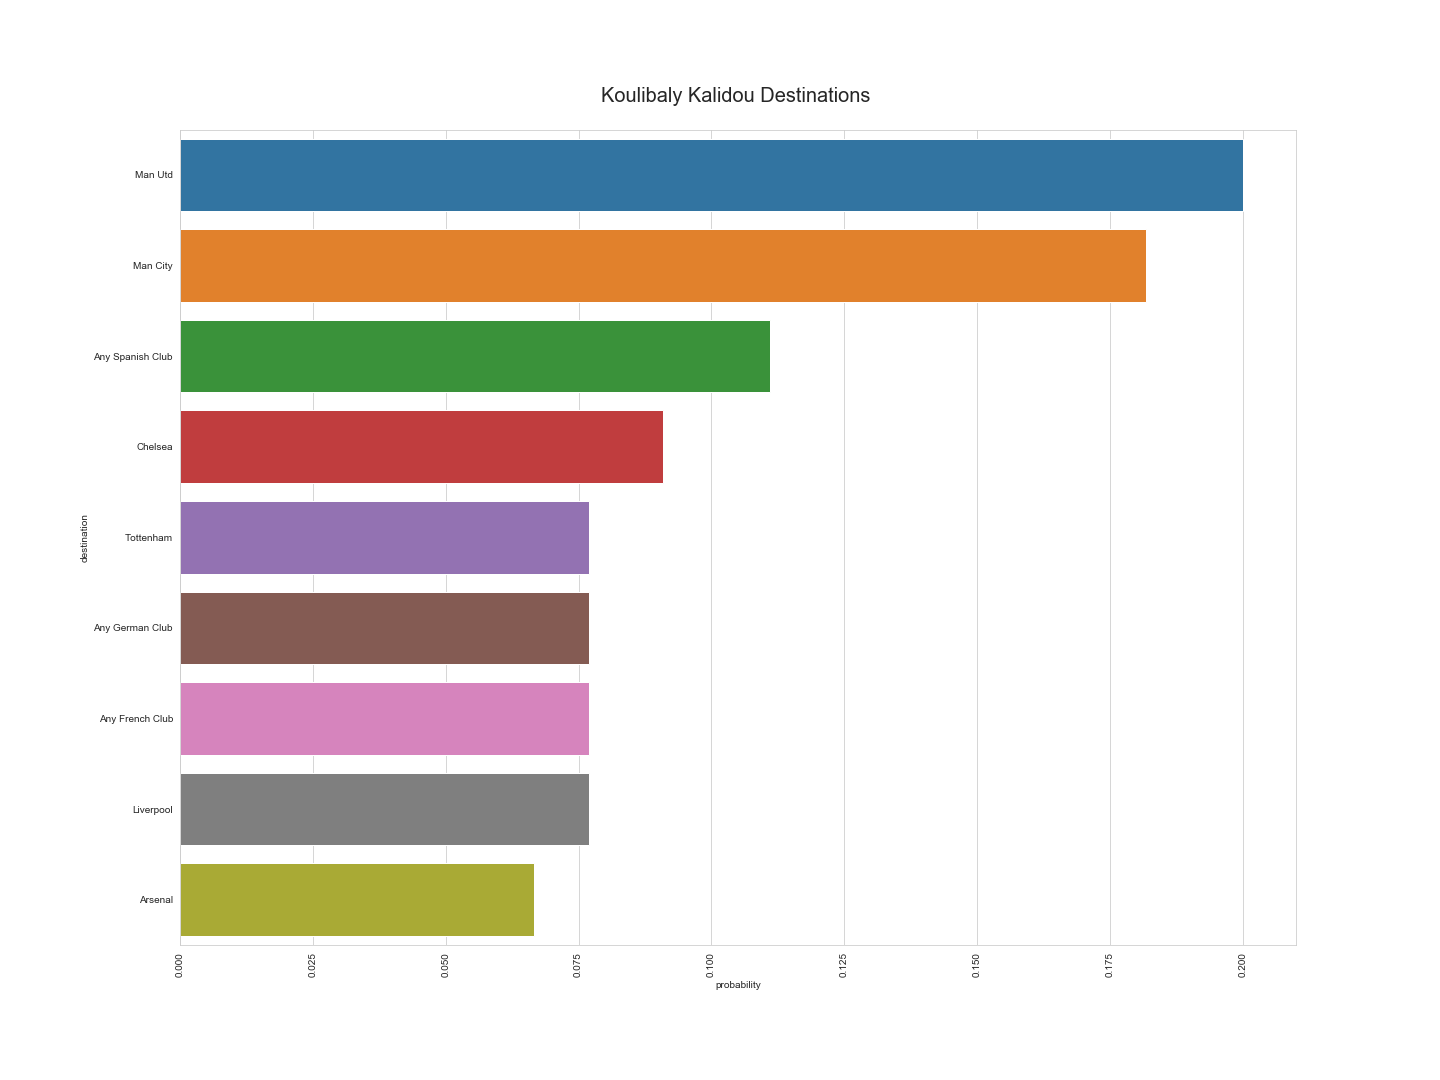 Koulibaly Kalidou Destinations
Man Utd
Man City
Any Spanish Club
Chelsea
Tottenham
Any German Club
Any French Club
Liverpool
Arsenal
destination
0.000
0.025
0.050
0.075
0.100
0.125
0.150
0.175
0.200
probability